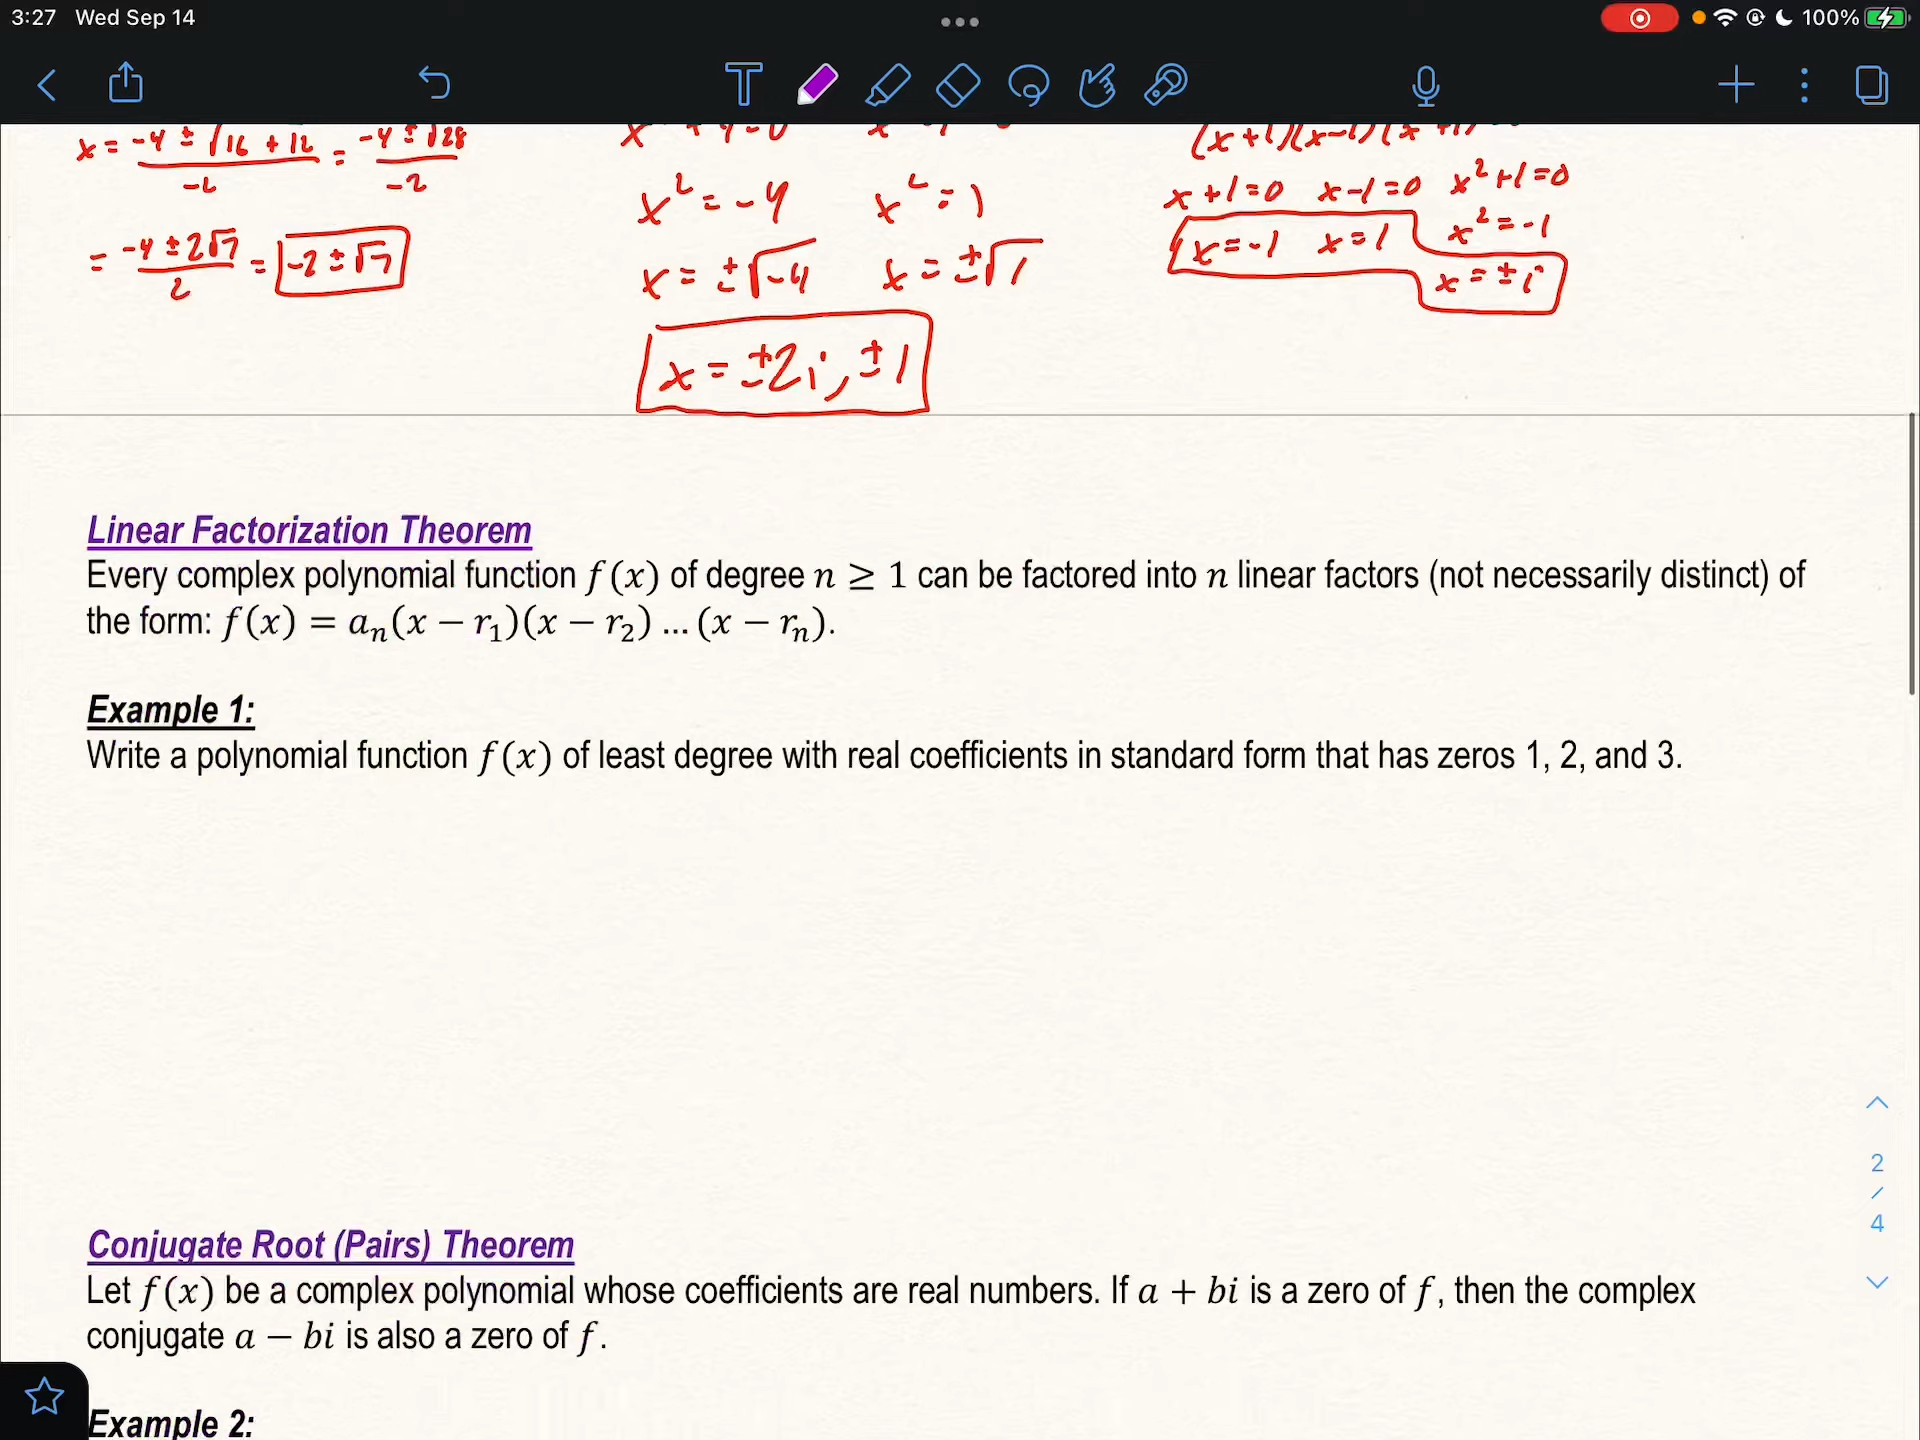 3:27 Wed Sep 14
100%
x = -4 ± √16 + 12 / -2 = -4 ± √28 / -2
= -4 ± 2√7 / 2 = -2 ± √7
x² = -4 x² = 1
x = ±√-4 x = ±√1
x = ±2i, ±1
x+1=0 x-1=0 x²+1=0
x² = -1
x = -1 x = 1
x = ±i
Linear Factorization Theorem
Every complex polynomial function f(x) of degree n ≥ 1 can be factored into n linear factors (not necessarily distinct) of
the form: f(x) = aₙ(x − r₁)(x − r₂) … (x − rₙ).
Example 1:
Write a polynomial function f(x) of least degree with real coefficients in standard form that has zeros 1, 2, and 3.
2
/
4
Conjugate Root (Pairs) Theorem
Let f(x) be a complex polynomial whose coefficients are real numbers. If a + bi is a zero of f, then the complex
conjugate a − bi is also a zero of f.
Example 2: